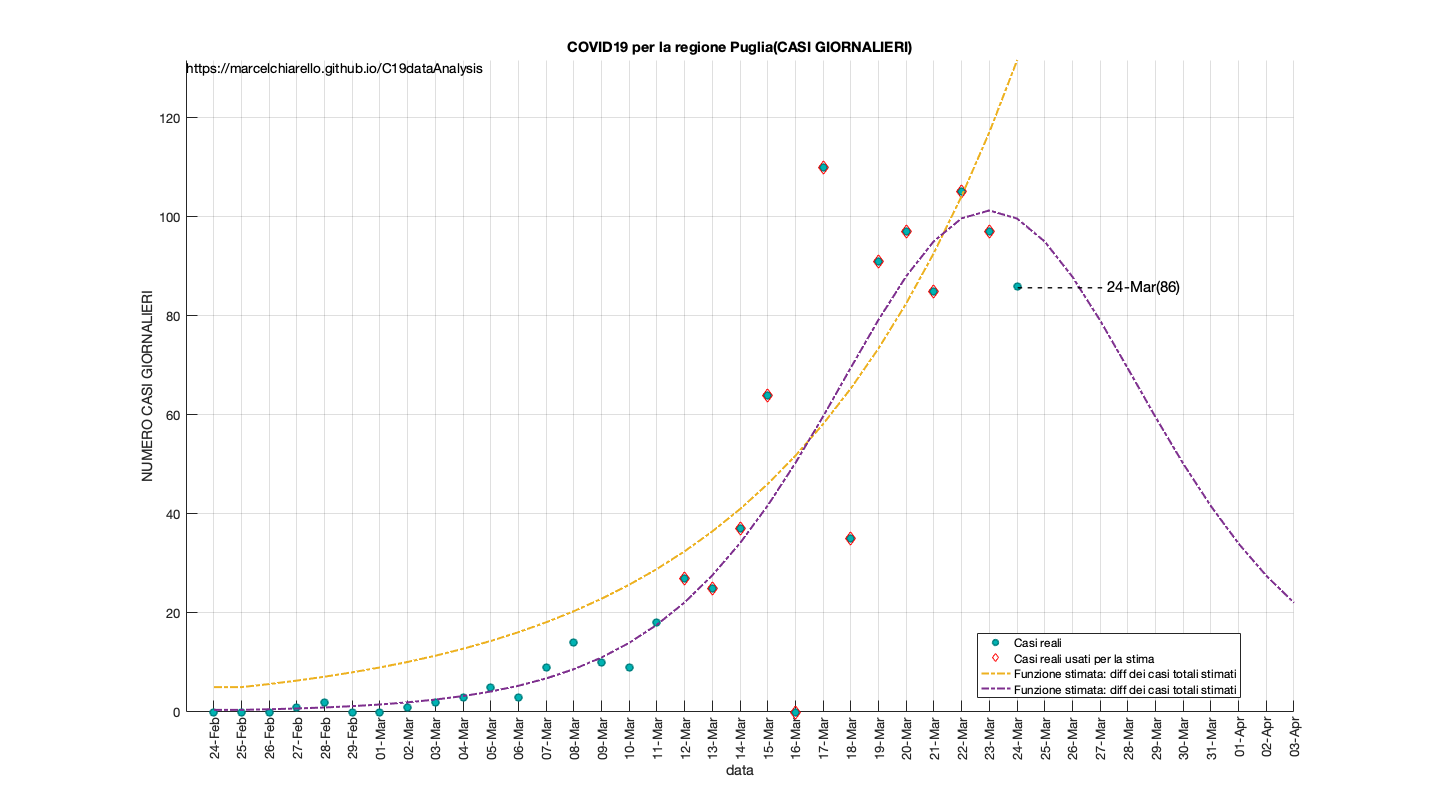 COVID19 per la regione Puglia(CASI GIORNALIERI)
https://marcelchiarello.github.io/C19dataAnalysis
NUMERO CASI GIORNALIERI
120
100
80
60
40
20
0
24-Mar(86)
Casi reali
Casi reali usati per la stima
Funzione stimata: diff dei casi totali stimati
Funzione stimata: diff dei casi totali stimati
24-Feb
25-Feb
26-Feb
27-Feb
28-Feb
29-Feb
01-Mar
02-Mar
03-Mar
04-Mar
05-Mar
06-Mar
07-Mar
08-Mar
09-Mar
10-Mar
11-Mar
12-Mar
13-Mar
14-Mar
15-Mar
16-Mar
17-Mar
18-Mar
19-Mar
20-Mar
21-Mar
22-Mar
23-Mar
24-Mar
25-Mar
26-Mar
27-Mar
28-Mar
29-Mar
30-Mar
31-Mar
01-Apr
02-Apr
03-Apr
data